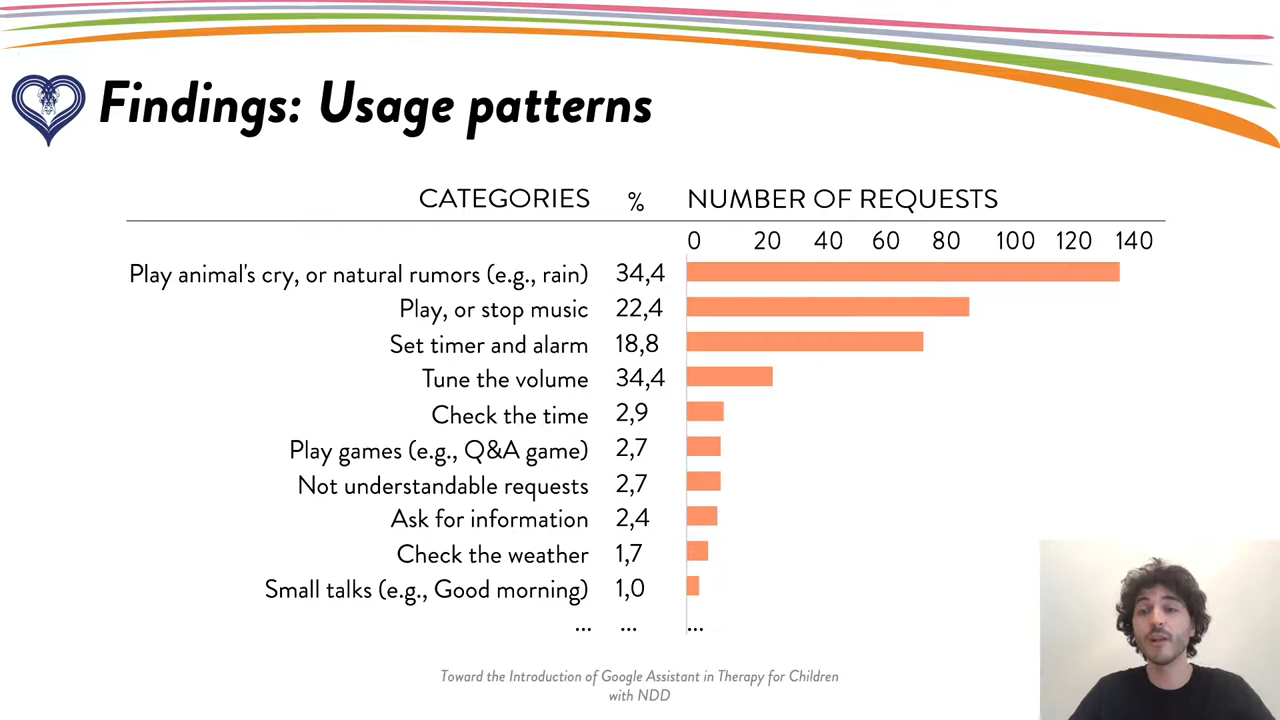 Findings: Usage patterns
CATEGORIES % NUMBER OF REQUESTS
0 20 40 60 80 100 120 140
Play animal's cry, or natural rumors (e.g., rain) 34,4
Play, or stop music 22,4
Set timer and alarm 18,8
Tune the volume 34,4
Check the time 2,9
Play games (e.g., Q&A game) 2,7
Not understandable requests 2,7
Ask for information 2,4
Check the weather 1,7
Small talks (e.g., Good morning) 1,0
... ... ...
Toward the Introduction of Google Assistant in Therapy for Children
with NDD